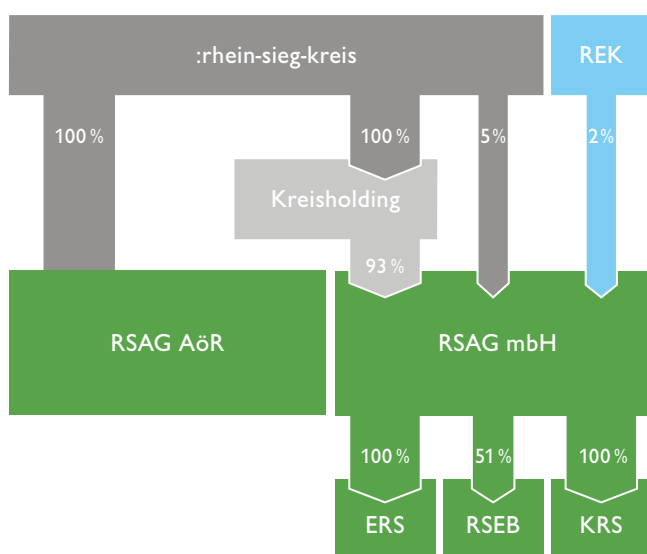 :rhein-sieg-kreis
REK
100 %
100 %
5%
2%
Kreisholding
93 %
RSAG AöR
RSAG mbH
100 %
51 %
100 %
ERS
RSEB
KRS